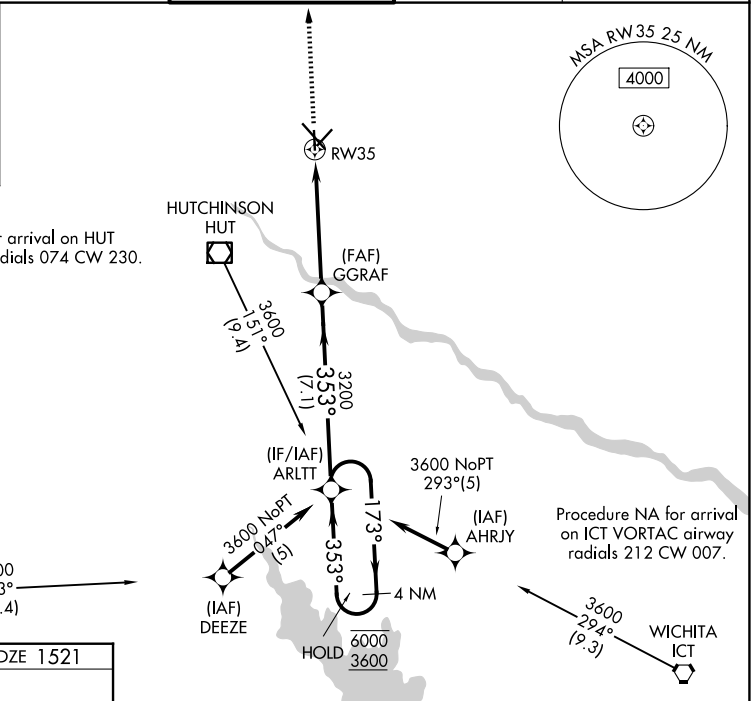 MSA RW35 25 NM
4000
RW35
HUTCHINSON
HUT
arrival on HUT
dials 074 CW 230.
(FAF)
GGRAF
3600
151°
(9.4)
3200
353°
(7.1)
(IF/IAF)
ARLTT
3600 NoPT
293°(5)
(IAF)
AHRJY
Procedure NA for arrival
on ICT VORTAC airway
radials 212 CW 007.
3600 NoPT
047°
(5)
173°
353°
4 NM
(IAF)
DEEZE
HOLD
6000
3600
3600
294°
(9.3)
WICHITA
ICT
1521